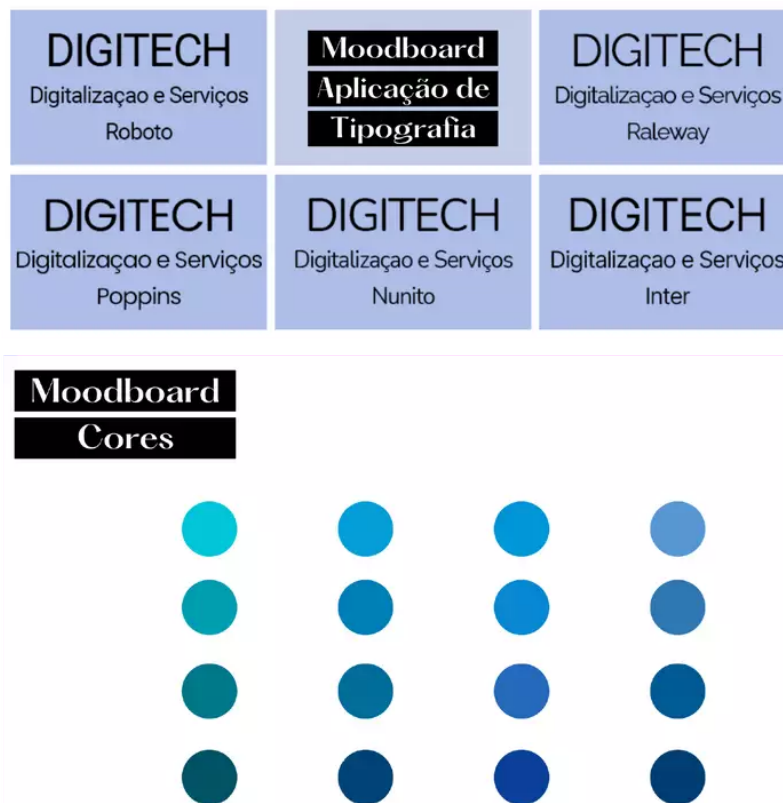 DIGITECH
Digitalizaçao e Serviços
Roboto
Moodboard
Aplicação de
Tipografia
DIGITECH
Digitalizaçao e Serviços
Raleway
DIGITECH
Digitalizaçao e Serviços
Poppins
DIGITECH
Digitalizaçao e Serviços
Nunito
DIGITECH
Digitalizaçao e Serviços
Inter
Moodboard
Cores